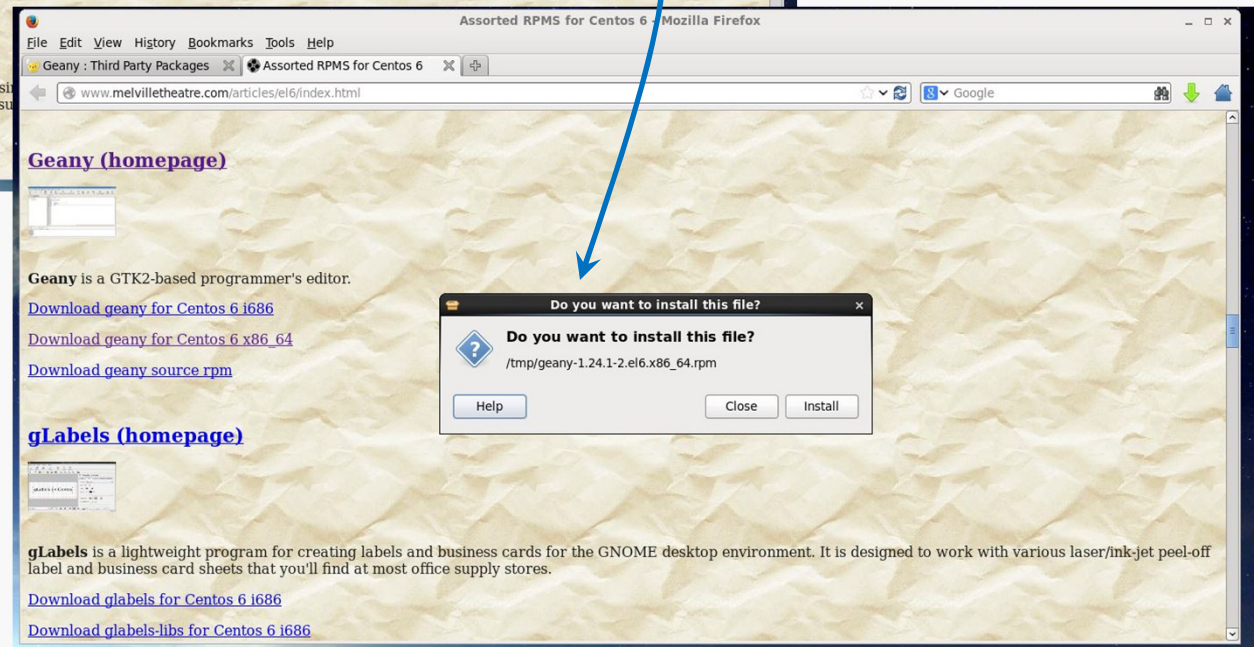 Assorted RPMS for Centos 6 - Mozilla Firefox
File Edit View History Bookmarks Tools Help
Geany : Third Party Packages
Assorted RPMS for Centos 6
www.melvilletheatre.com/articles/el6/index.html
Google
Geany (homepage)
Geany is a GTK2-based programmer's editor.
Download geany for Centos 6 i686
Download geany for Centos 6 x86_64
Download geany source rpm
Do you want to install this file?
Do you want to install this file?
/tmp/geany-1.24.1-2.el6.x86_64.rpm
Help Close Install
gLabels (homepage)
gLabels is a lightweight program for creating labels and business cards for the GNOME desktop environment. It is designed to work with various laser/ink-jet peel-off
label and business card sheets that you'll find at most office supply stores.
Download glabels for Centos 6 i686
Download glabels-libs for Centos 6 i686